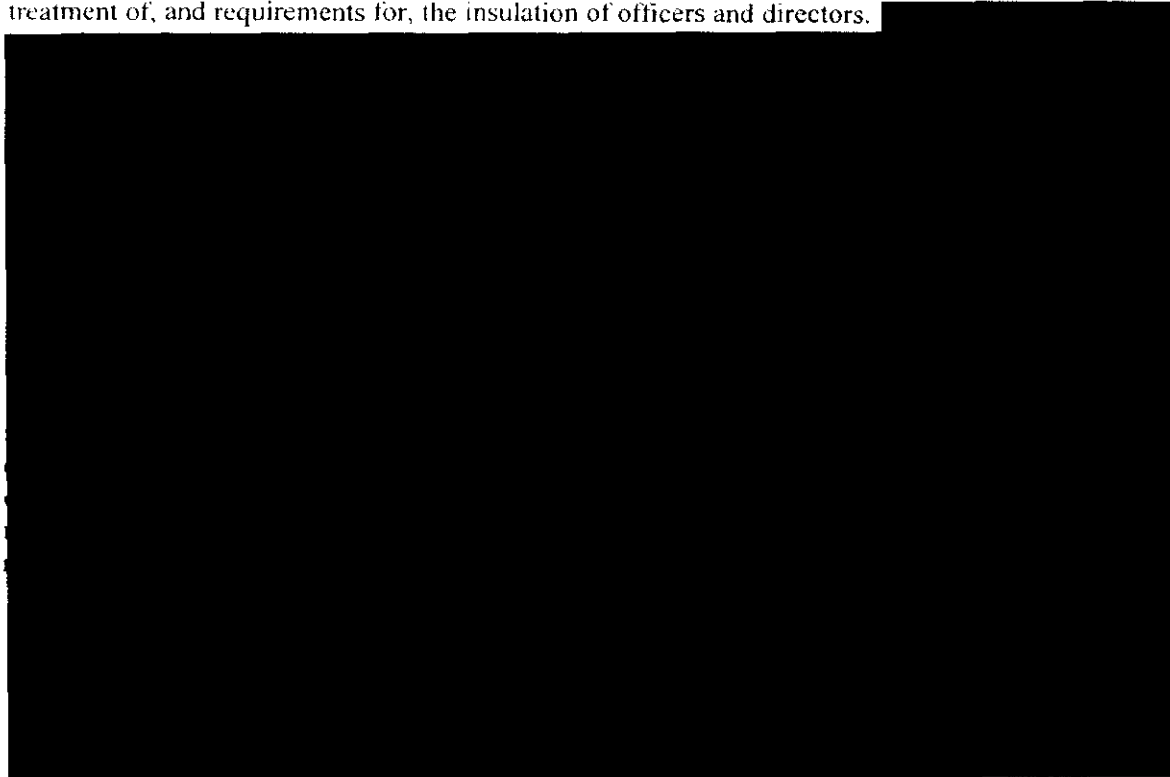 treatment of, and requirements for, the insulation of officers and directors.